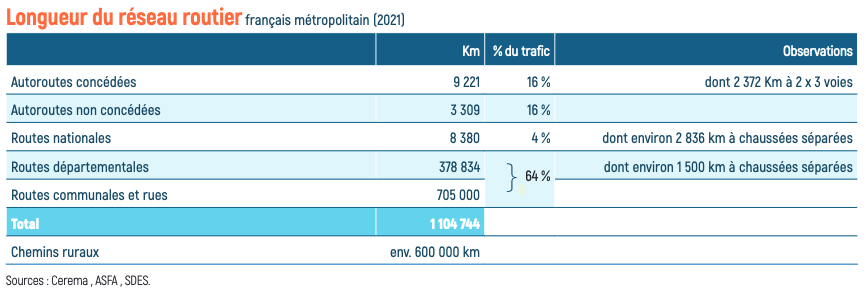 Longueur du réseau routier français métropolitain (2021)
Km % du trafic Observations
Autoroutes concédées 9 221 16 % dont 2 372 Km à 2 x 3 voies
Autoroutes non concédées 3 309 16 %
Routes nationales 8 380 4 % dont environ 2 836 km à chaussées séparées
Routes départementales 378 834 dont environ 1 500 km à chaussées séparées
64 %
Routes communales et rues 705 000
Total 1 104 744
Chemins ruraux env. 600 000 km
Sources : Cerema , ASFA , SDES.